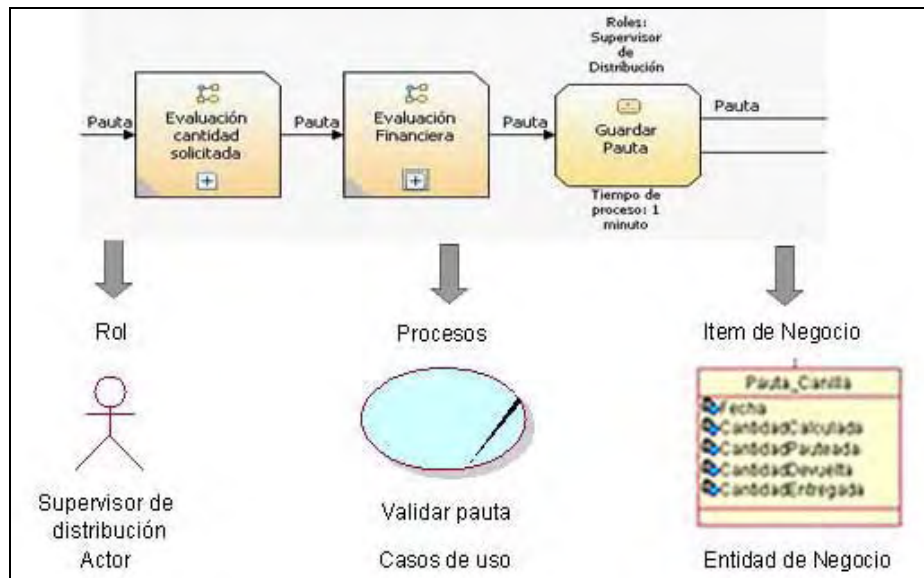 Roles:
Supervisor
de
Distribución
Pauta
Evaluación
cantidad
solicitada
Pauta
Evaluación
Financiera
Pauta
Guardar
Pauta
Pauta
Tiempo de
proceso: 1
minuto
Rol
Procesos
Item de Negocio
Pauta_Canilla
Fecha
CantidadCalculada
CantidadPauteada
CantidadDevuelta
CantidadEntregada
Supervisor de
distribución
Actor
Validar pauta
Casos de uso
Entidad de Negocio